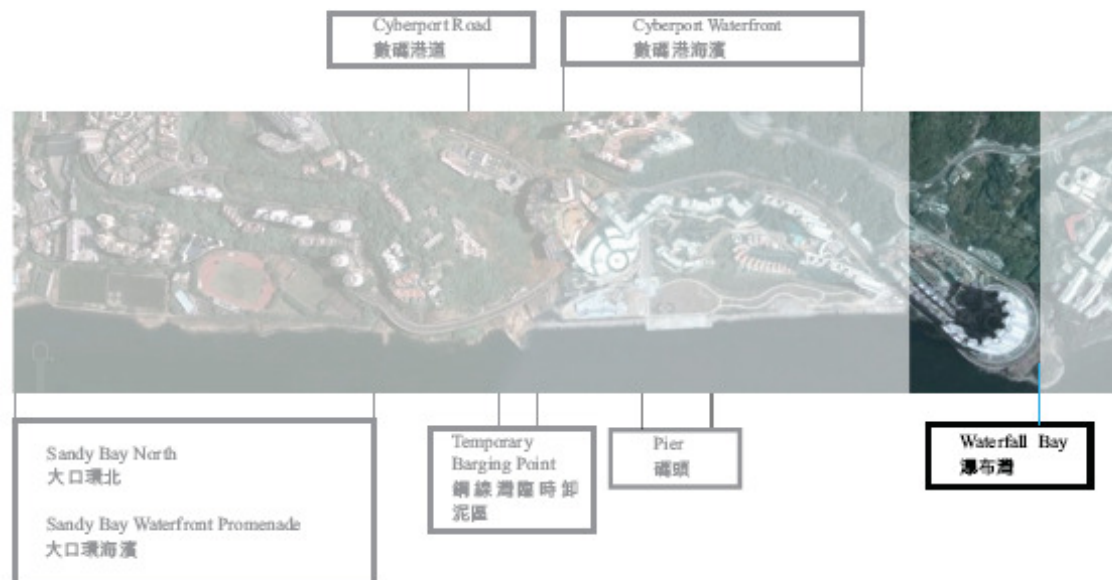 Cyberport Road
數碼港道
Cyberport Waterfront
數碼港海濱
Sandy Bay North
大口環北
Sandy Bay Waterfront Promenade
大口環海濱
Temporary
Barging Point
鋼線灣臨時卸
泥區
Pier
碼頭
Waterfall Bay
瀑布灣